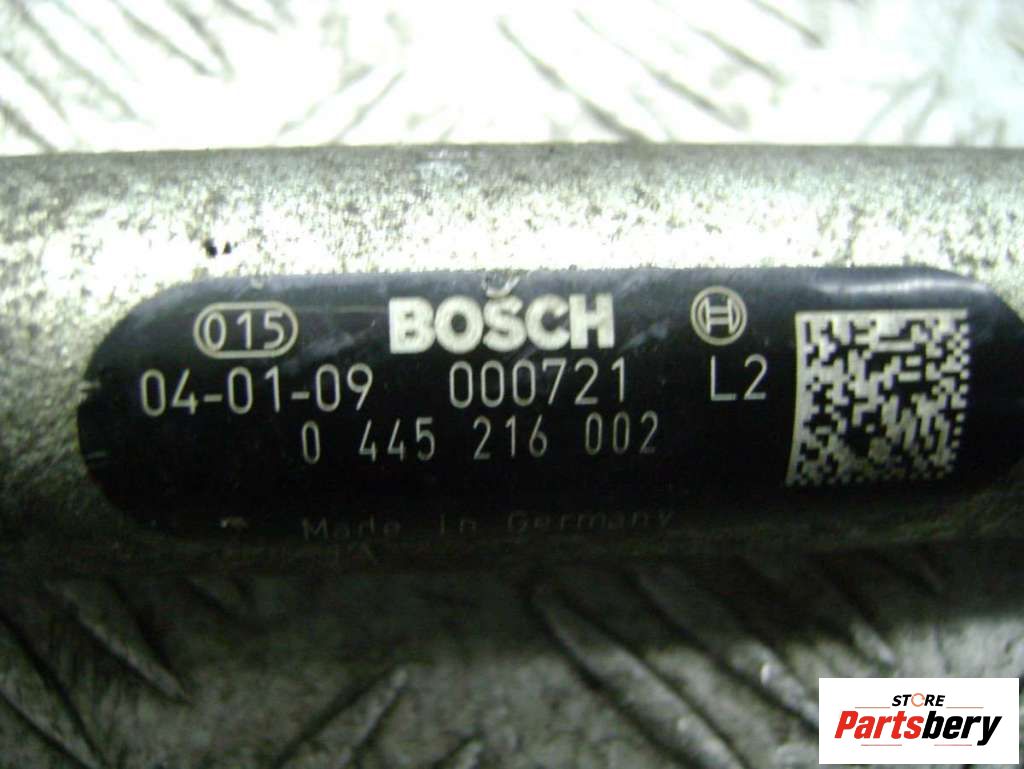 015 BOSCH
04-01-09 000721 L2
0 445 216 002
Made in Germany
STORE
Partsbery